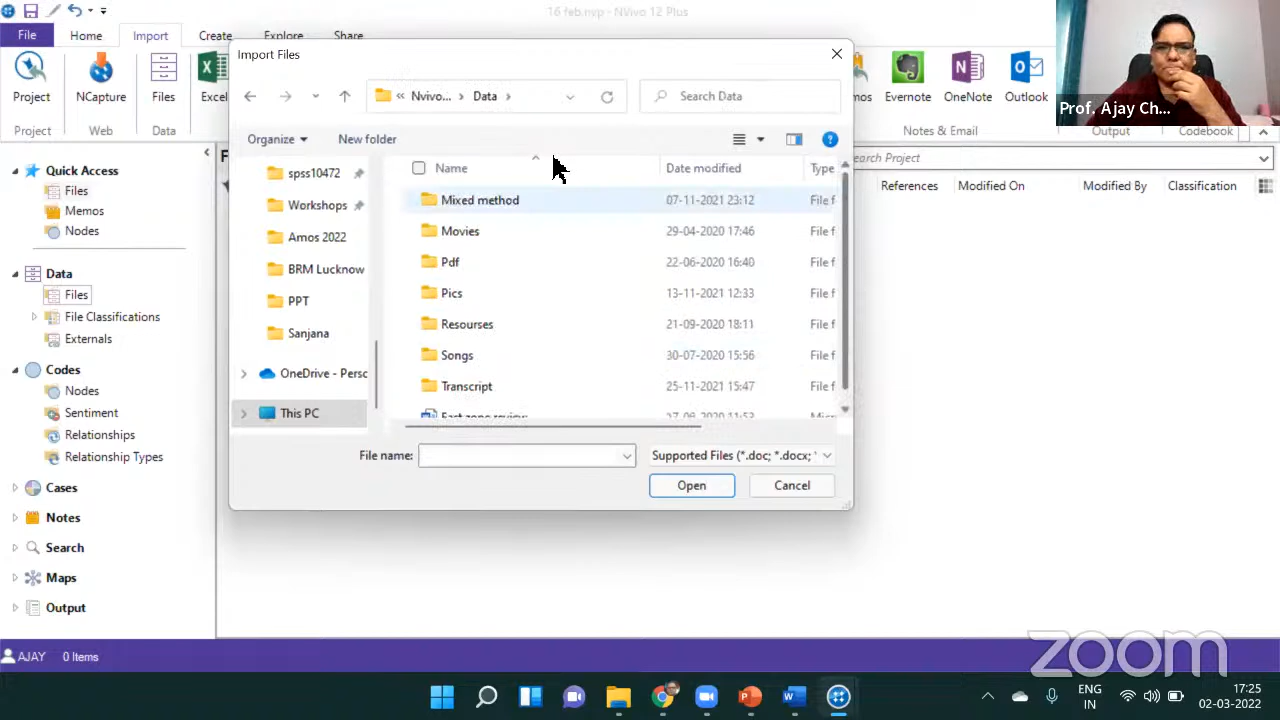 16 feb.nvp - NVivo 12 Plus
File
Home
Import
Create
Explore
Share
Project
NCapture
Files
Excel
Evernote
OneNote
Outlook
Project
Web
Data
Notes & Email
Output
Codebook
Prof. Ajay Ch...
Import Files
« Nvivo... › Data ›
Search Data
Organize
New folder
Name
Date modified
Type
Mixed method 07-11-2021 23:12 File f
Movies 29-04-2020 17:46 File f
Pdf 22-06-2020 16:40 File f
Pics 13-11-2021 12:33 File f
Resourses 21-09-2020 18:11 File f
Songs 30-07-2020 15:56 File f
Transcript 25-11-2021 15:47 File f
spss10472
Workshops
Amos 2022
BRM Lucknow
PPT
Sanjana
OneDrive - Perso
This PC
File name:
Supported Files (*.doc; *.docx; *
Open
Cancel
Quick Access
Files
Memos
Nodes
Data
Files
File Classifications
Externals
Codes
Nodes
Sentiment
Relationships
Relationship Types
Cases
Notes
Search
Maps
Output
Search Project
References
Modified On
Modified By
Classification
AJAY 0 Items
zoom
ENG
IN
17:25
02-03-2022